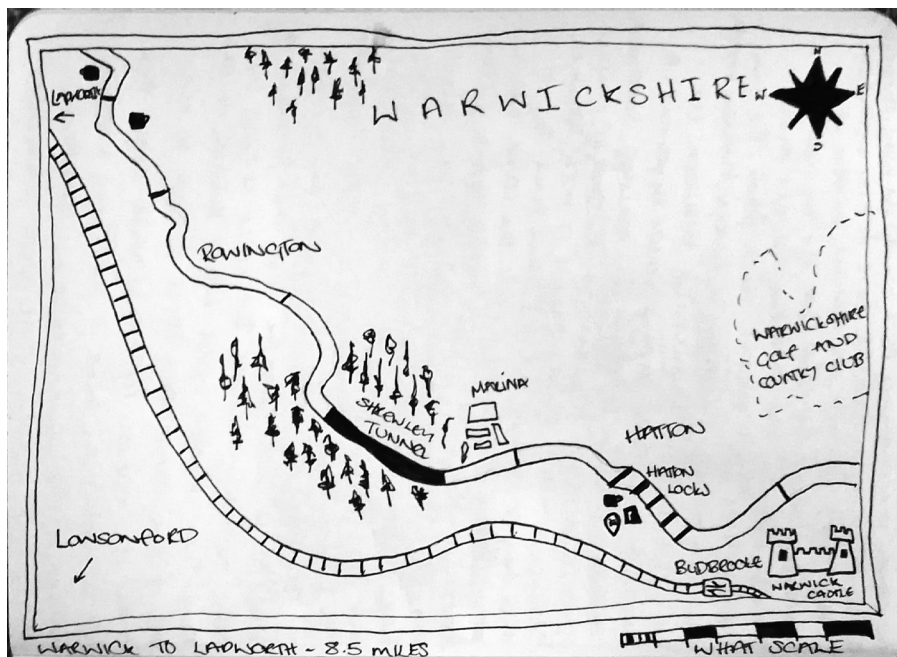 N
W
E
WARWICKSHIRE
LAPWORTH
ROWINGTON
WARWICKSHIRE
GOLF AND
COUNTRY CLUB
MARINA
SHREWLEY
TUNNEL
HATTON
HATTON
LOCKS
LOWSONFORD
BUDBROOKE
WARWICK
CASTLE
WARWICK TO LAPWORTH - 8.5 MILES
WHAT SCALE